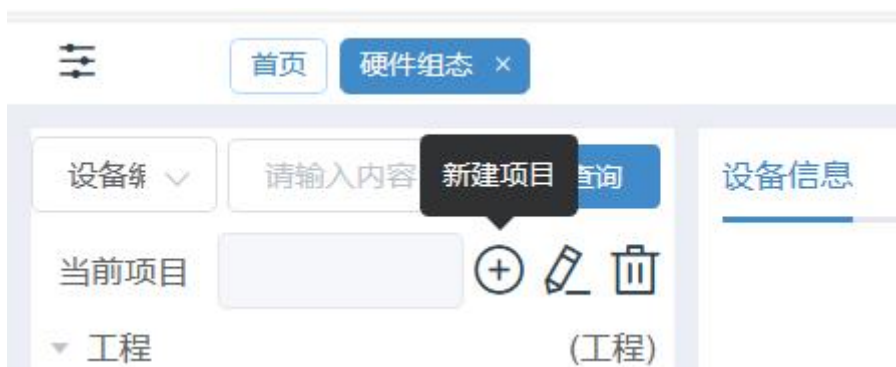 首页 硬件组态 ×
设备 请输入内容 新建项目 查询 设备信息
当前项目
工程 (工程)